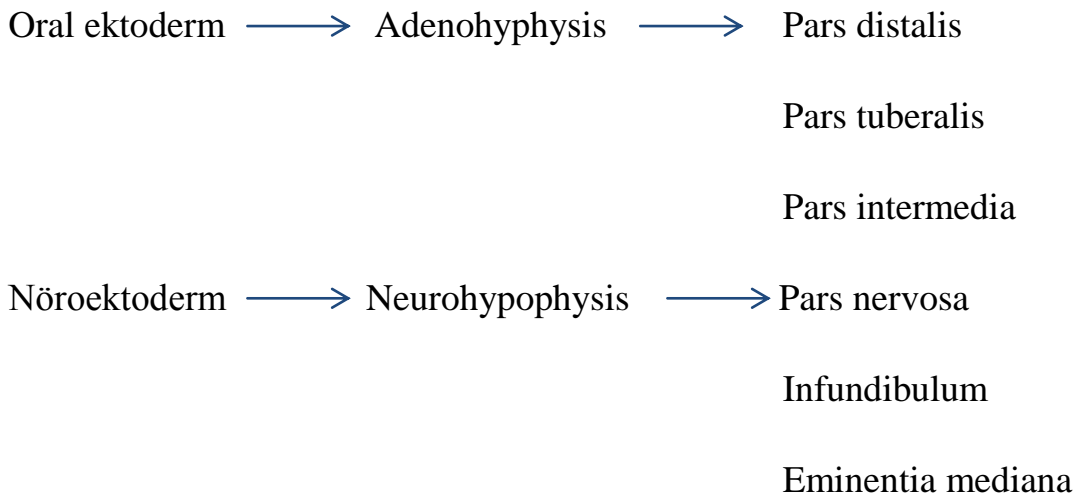 Oral ektoderm Adenohyphysis Pars distalis
Pars tuberalis
Pars intermedia
Nöroektoderm Neurohypophysis Pars nervosa
Infundibulum
Eminentia mediana